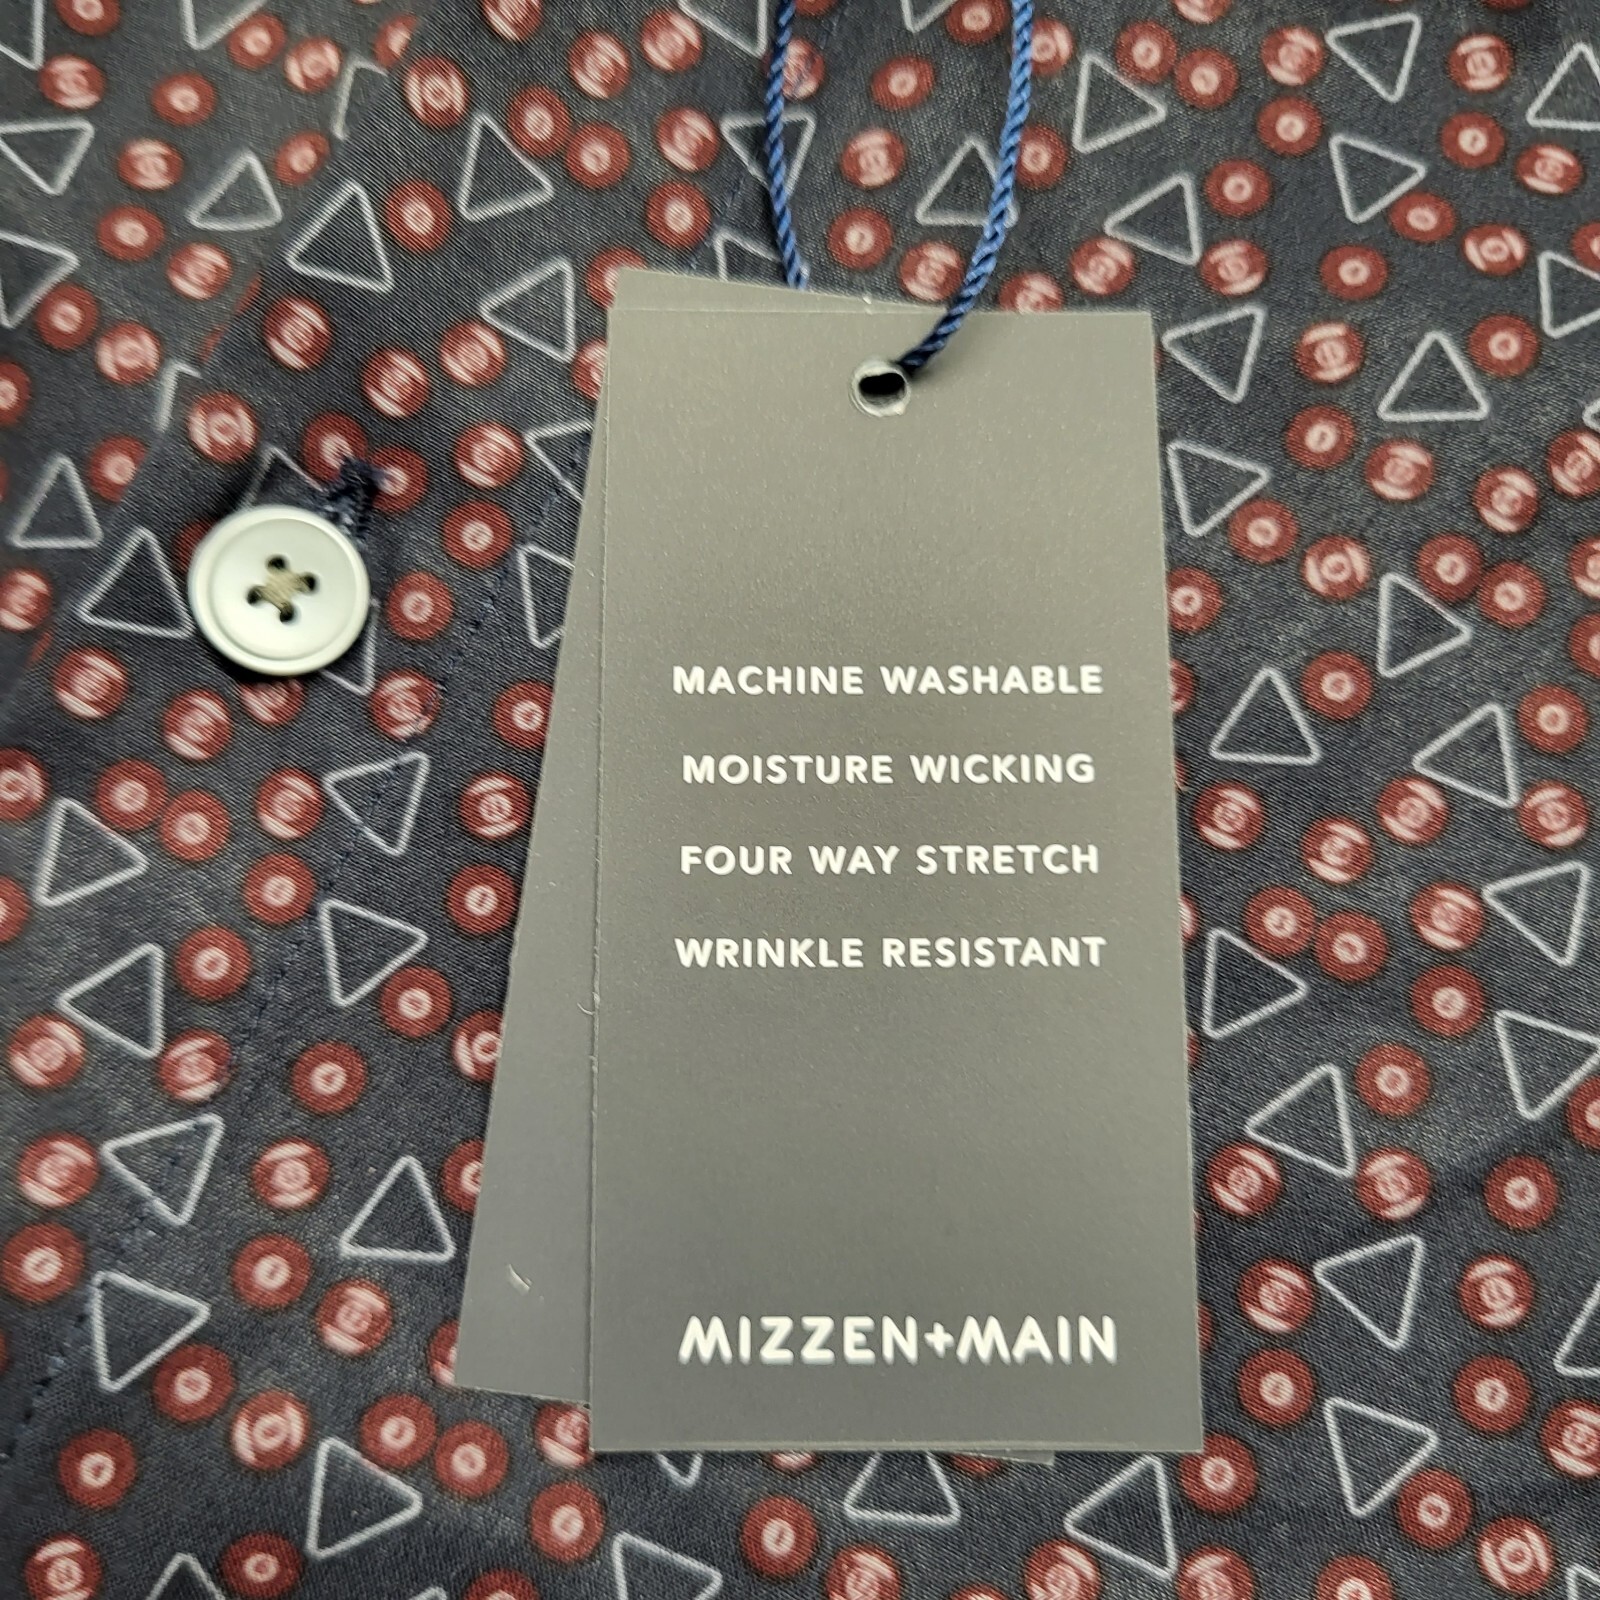 MACHINE WASHABLE
MOISTURE WICKING
FOUR WAY STRETCH
WRINKLE RESISTANT
MIZZEN+MAIN